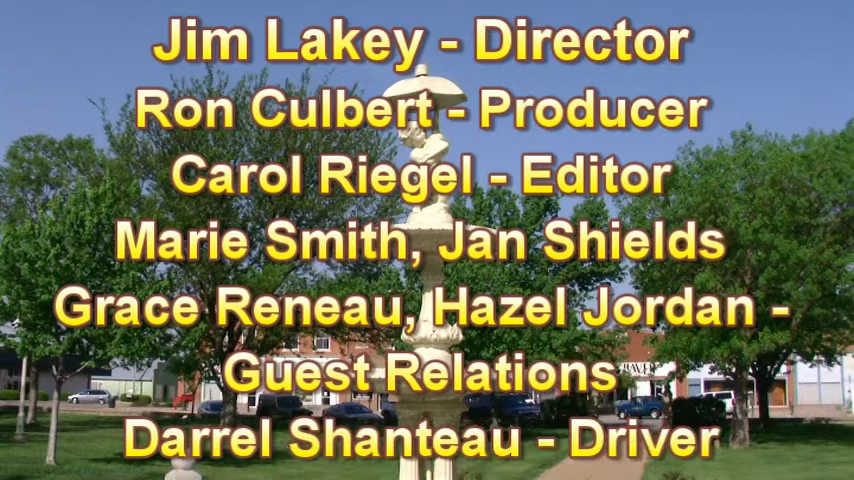 Jim Lakey - Director
Ron Culbert - Producer
Carol Riegel - Editor
Marie Smith, Jan Shields
Grace Reneau, Hazel Jordan -
Guest Relations
Darrel Shanteau - Driver